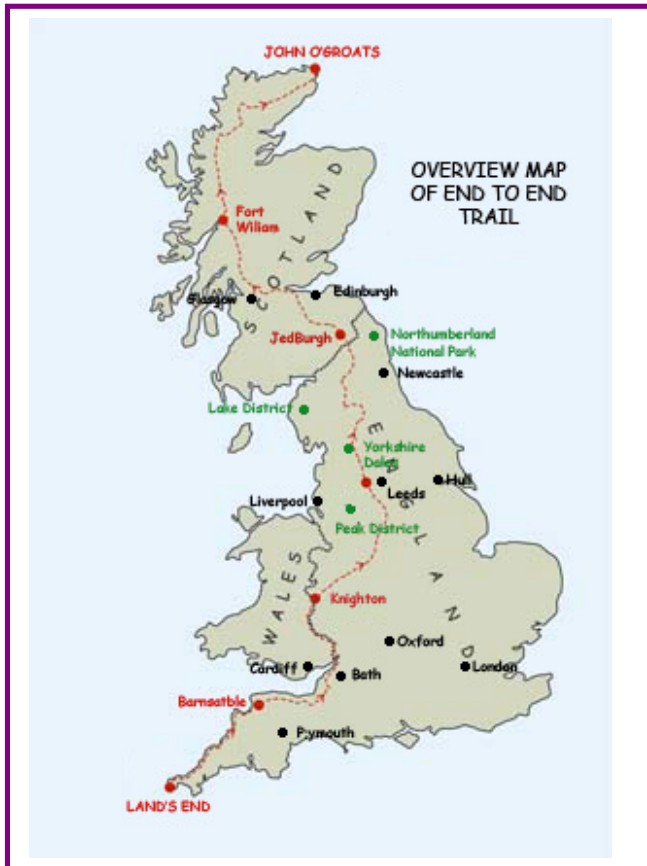 JOHN O'GROATS
OVERVIEW MAP
OF END TO END
TRAIL
Fort
Wiliam
SCOTLAND
Edinburgh
Glasgow
JedBurgh
Northumberland
National Park
Newcastle
Lake District
ENGLAND
Yorkshire
Dales
Leeds
Hull
Liverpool
Peak District
WALES
Knighton
Oxford
Cardiff
Bath
London
Barnsatble
Plymouth
LAND'S END